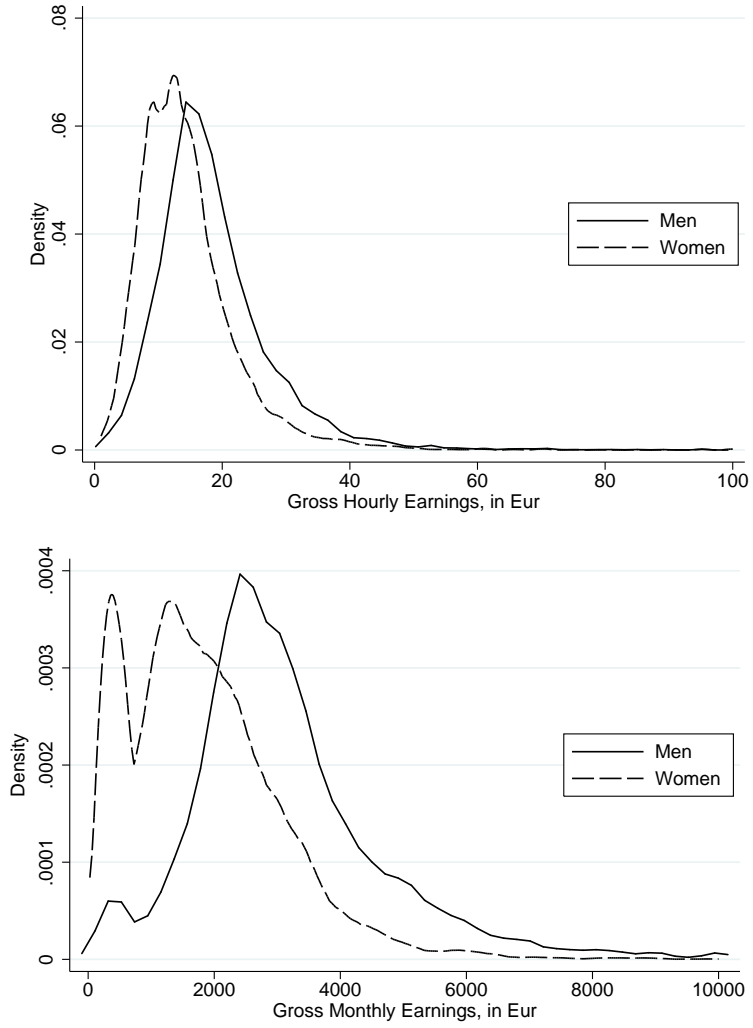 .08
.06
.04
.02
0
Density
0 20 40 60 80 100
Gross Hourly Earnings, in Eur
Men
Women
.0004
.0003
.0002
.0001
0
Density
0 2000 4000 6000 8000 10000
Gross Monthly Earnings, in Eur
Men
Women